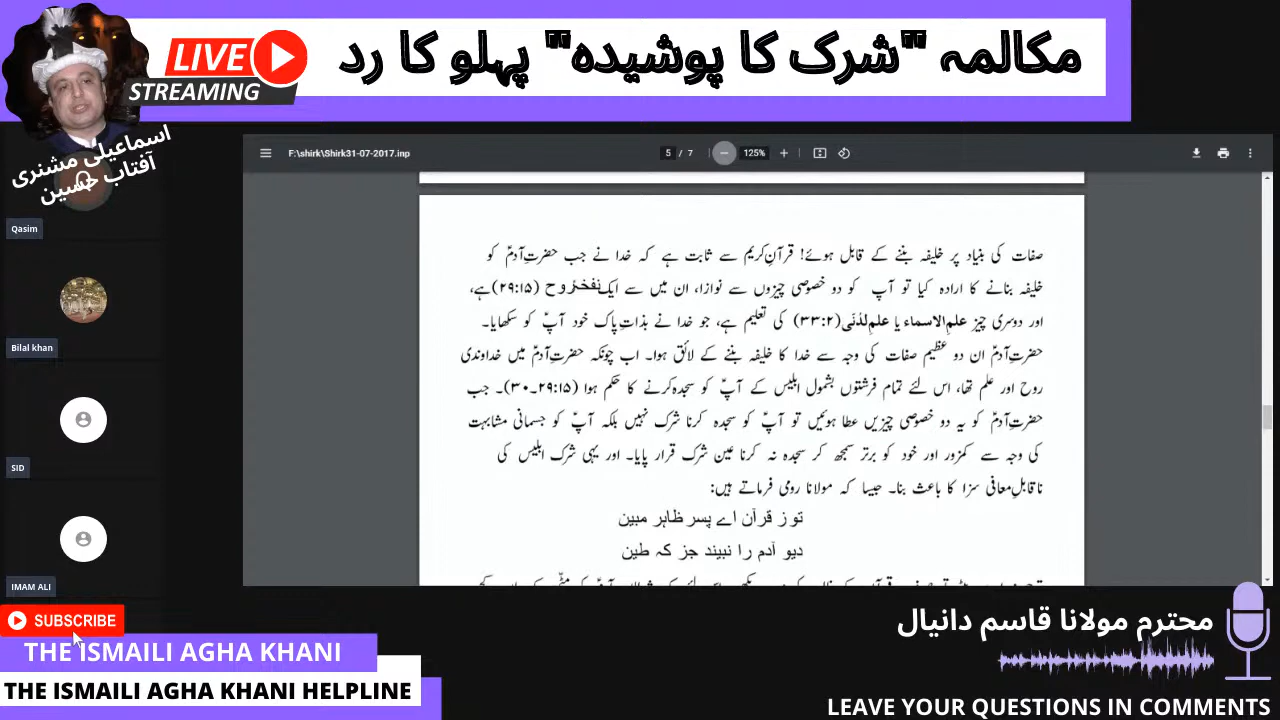 مکالمہ "شرک کا پوشیدہ" پہلو کا رد
LIVE
STREAMING
اسماعیلی مشنری
آفتاب حسین
Qasim
Bilal khan
SID
IMAM ALI
F:\shirk\Shirk31-07-2017.inp
5 / 7
125%
صفات کی بنیاد پر خلیفہ بننے کے قابل ہوئے! قرآنِ کریم سے ثابت ہے کہ خدا نے جب حضرتِ آدمؑ کو
خلیفہ بنانے کا ارادہ کیا تو آپ کو دو خصوصی چیزوں سے نوازا، ان میں سے ایک نفخِ روح (۲۹:۱۵) ہے،
اور دوسری چیز علم الاسماء یا علمِ لدنّی (۳۳:۲) کی تعلیم ہے، جو خدا نے بذاتِ پاک خود آپؑ کو سکھایا۔
حضرتِ آدمؑ ان دو عظیم صفات کی وجہ سے خدا کا خلیفہ بننے کے لائق ہوا۔ اب چونکہ حضرتِ آدمؑ میں خداوندی
روح اور علم تھا، اس لئے تمام فرشتوں بشمول ابلیس کے آپؑ کو سجدہ کرنے کا حکم ہوا (۲۹:۱۵۔۳۰)۔ جب
حضرتِ آدمؑ کو یہ دو خصوصی چیزیں عطا ہوئیں تو آپؑ کو سجدہ کرنا شرک نہیں بلکہ آپؑ کو جسمانی مشابہت
کی وجہ سے کمزور اور خود کو برتر سمجھ کر سجدہ نہ کرنا عین شرک قرار پایا۔ اور یہی شرک ابلیس کی
ناقابلِ معافی سزا کا باعث بنا۔ جیسا کہ مولانا رومی فرماتے ہیں:
تو ز قرآن اے پسر ظاہر مبین
دیو آدم را نبیند جز کہ طین
SUBSCRIBE
THE ISMAILI AGHA KHANI
THE ISMAILI AGHA KHANI HELPLINE
محترم مولانا قاسم دانیال
LEAVE YOUR QUESTIONS IN COMMENTS